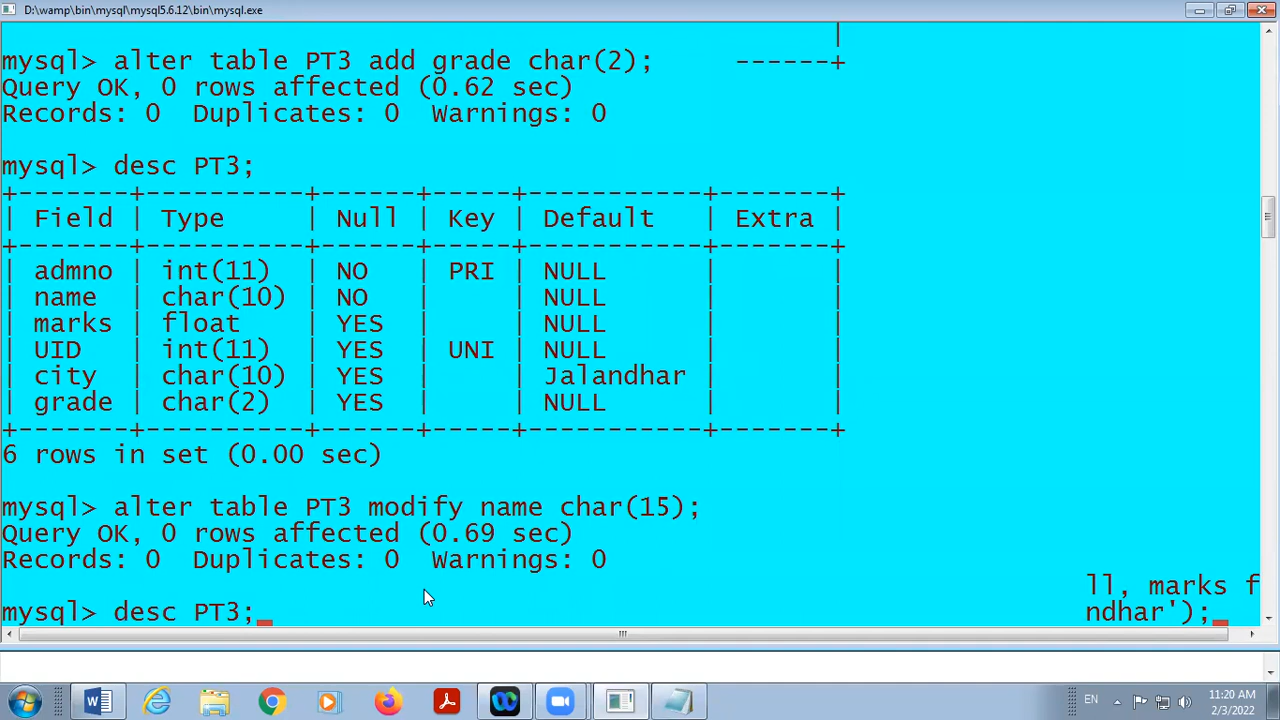 D:\wamp\bin\mysql\mysql5.6.12\bin\mysql.exe
|
mysql> alter table PT3 add grade char(2);     ------+
Query OK, 0 rows affected (0.62 sec)
Records: 0  Duplicates: 0  Warnings: 0
mysql> desc PT3;
+-------+----------+------+-----+-----------+-------+
| Field | Type     | Null | Key | Default   | Extra |
+-------+----------+------+-----+-----------+-------+
| admno | int(11)  | NO   | PRI | NULL      |       |
| name  | char(10) | NO   |     | NULL      |       |
| marks | float    | YES  |     | NULL      |       |
| UID   | int(11)  | YES  | UNI | NULL      |       |
| city  | char(10) | YES  |     | Jalandhar |       |
| grade | char(2)  | YES  |     | NULL      |       |
+-------+----------+------+-----+-----------+-------+
6 rows in set (0.00 sec)
mysql> alter table PT3 modify name char(15);
Query OK, 0 rows affected (0.69 sec)
Records: 0  Duplicates: 0  Warnings: 0
ll, marks f
mysql> desc PT3;_ ndhar');_
EN
11:20 AM
2/3/2022